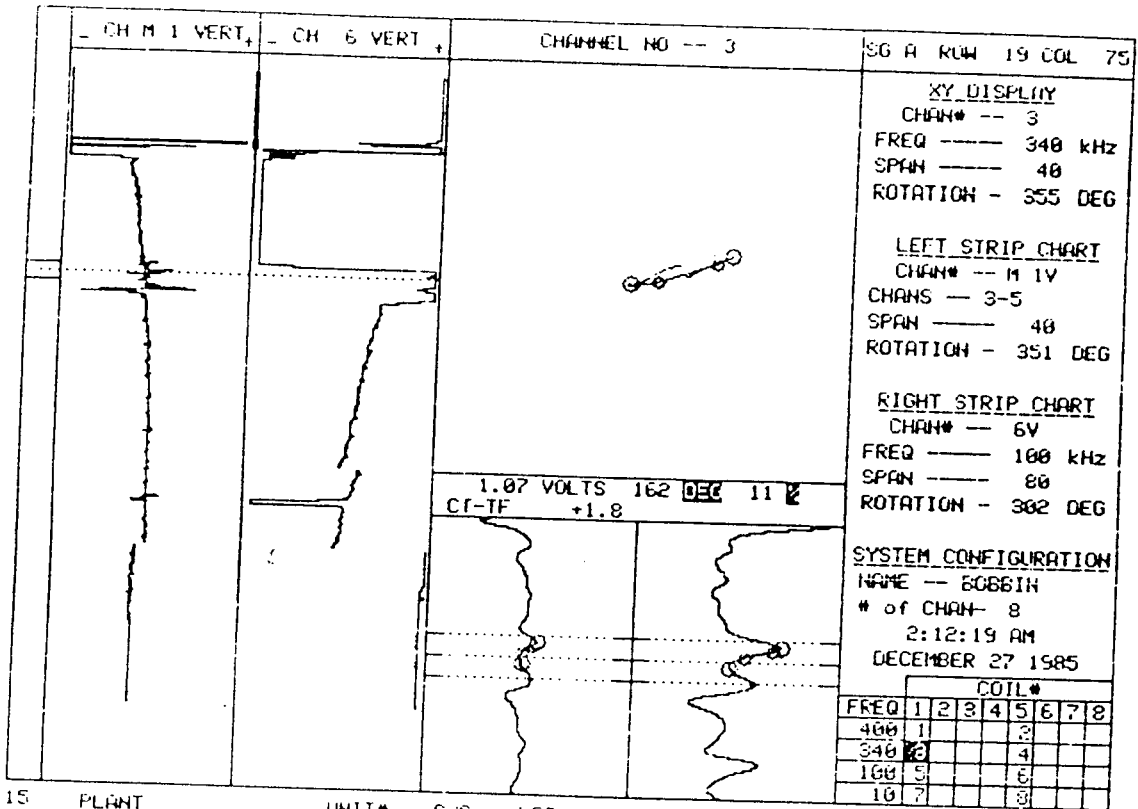 _ CH M 1 VERT +
_ CH 6 VERT +
CHANNEL NO -- 3
SG A ROW 19 COL 75
XY DISPLAY
CHAN# -- 3
FREQ ----- 340 kHz
SPAN ----- 40
ROTATION - 355 DEG
LEFT STRIP CHART
CHAN# -- M 1V
CHANS -- 3-5
SPAN ----- 40
ROTATION - 351 DEG
RIGHT STRIP CHART
CHAN# -- 6V
FREQ ----- 100 kHz
SPAN ----- 80
ROTATION - 302 DEG
1.07 VOLTS 162 DEG 11 %
+1.8
SYSTEM CONFIGURATION
NAME -- BOBBIN
# of CHAN- 8
2:12:19 AM
DECEMBER 27 1985
COIL#
FREQ 1 2 3 4 5 6 7 8
400 1 2
340 3 4
100 5 6
10 7 8
15 PLANT UNIT#